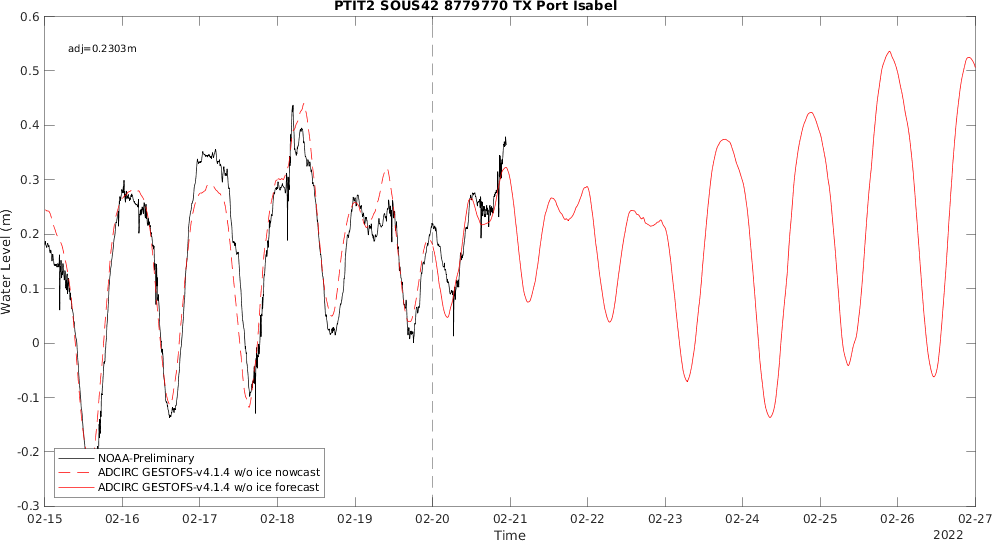 PTIT2 SOUS42 8779770 TX Port Isabel
adj=0.2303m
0.6
0.5
0.4
0.3
0.2
0.1
0
-0.1
-0.2
-0.3
Water Level (m)
NOAA-Preliminary
ADCIRC GESTOFS-v4.1.4 w/o ice nowcast
ADCIRC GESTOFS-v4.1.4 w/o ice forecast
02-15 02-16 02-17 02-18 02-19 02-20 02-21 02-22 02-23 02-24 02-25 02-26 02-27
Time
2022